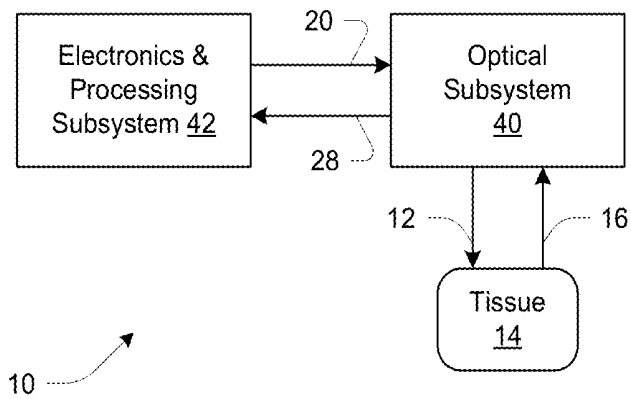 20
Electronics &
Processing
Subsystem 42
Optical
Subsystem
40
28
12
16
Tissue
14
10